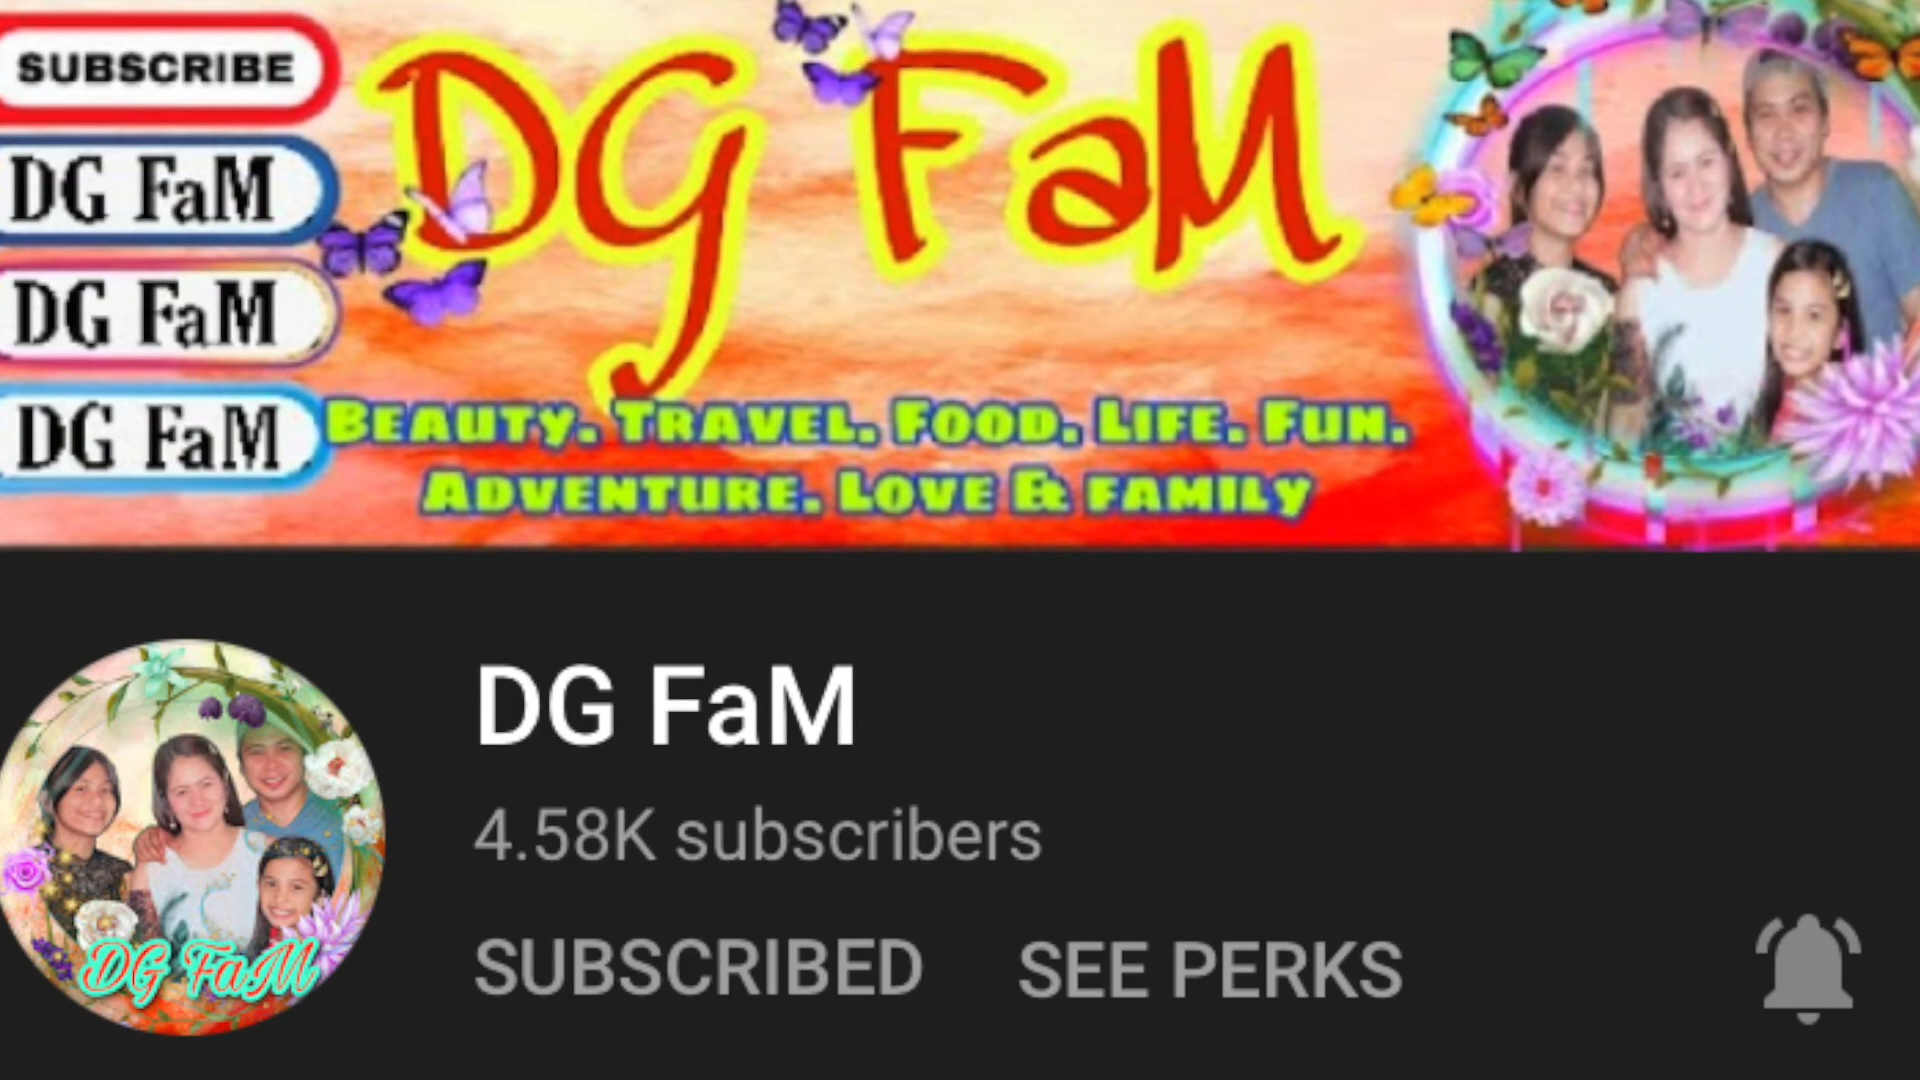 SUBSCRIBE
DG FaM
DG FaM
DG FaM
DG FaM
BEAUTY. TRAVEL. FOOD. LIFE. FUN.
ADVENTURE. LOVE & FAMILY
DG FaM
DG FaM
4.58K subscribers
SUBSCRIBED SEE PERKS